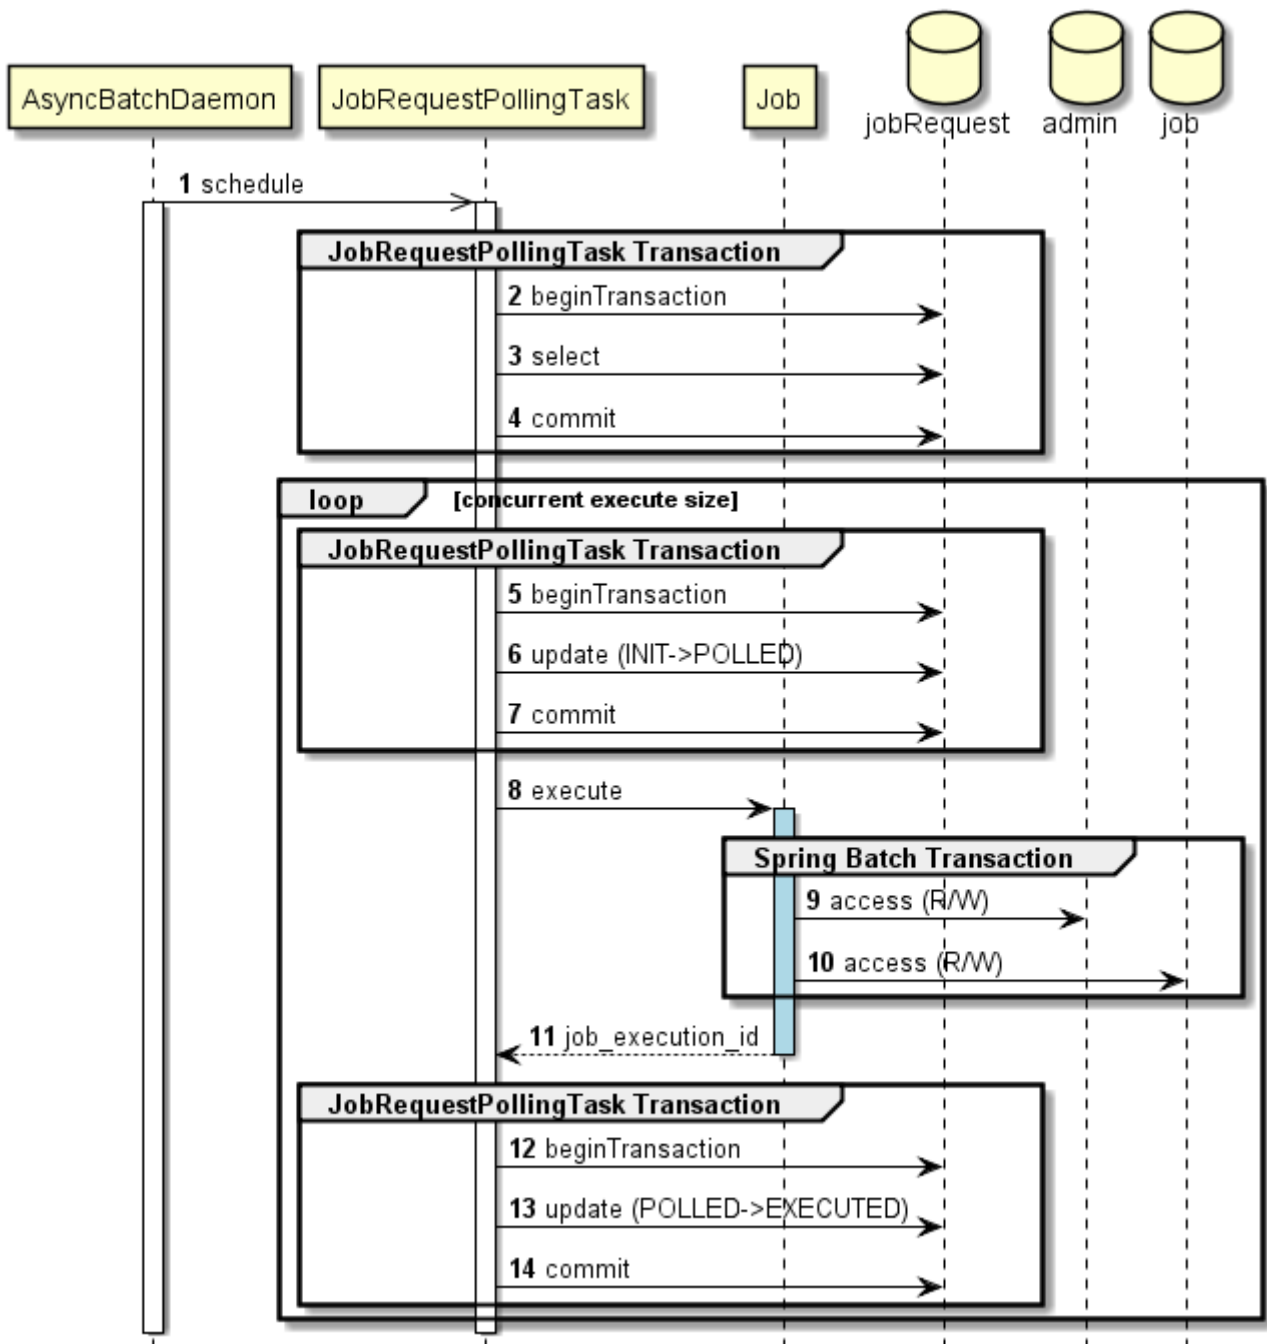 AsyncBatchDaemon
JobRequestPollingTask
Job
jobRequest
admin
job
1 schedule
JobRequestPollingTask Transaction
2 beginTransaction
3 select
4 commit
loop [concurrent execute size]
JobRequestPollingTask Transaction
5 beginTransaction
6 update (INIT->POLLED)
7 commit
8 execute
Spring Batch Transaction
9 access (R/W)
10 access (R/W)
11 job_execution_id
JobRequestPollingTask Transaction
12 beginTransaction
13 update (POLLED->EXECUTED)
14 commit